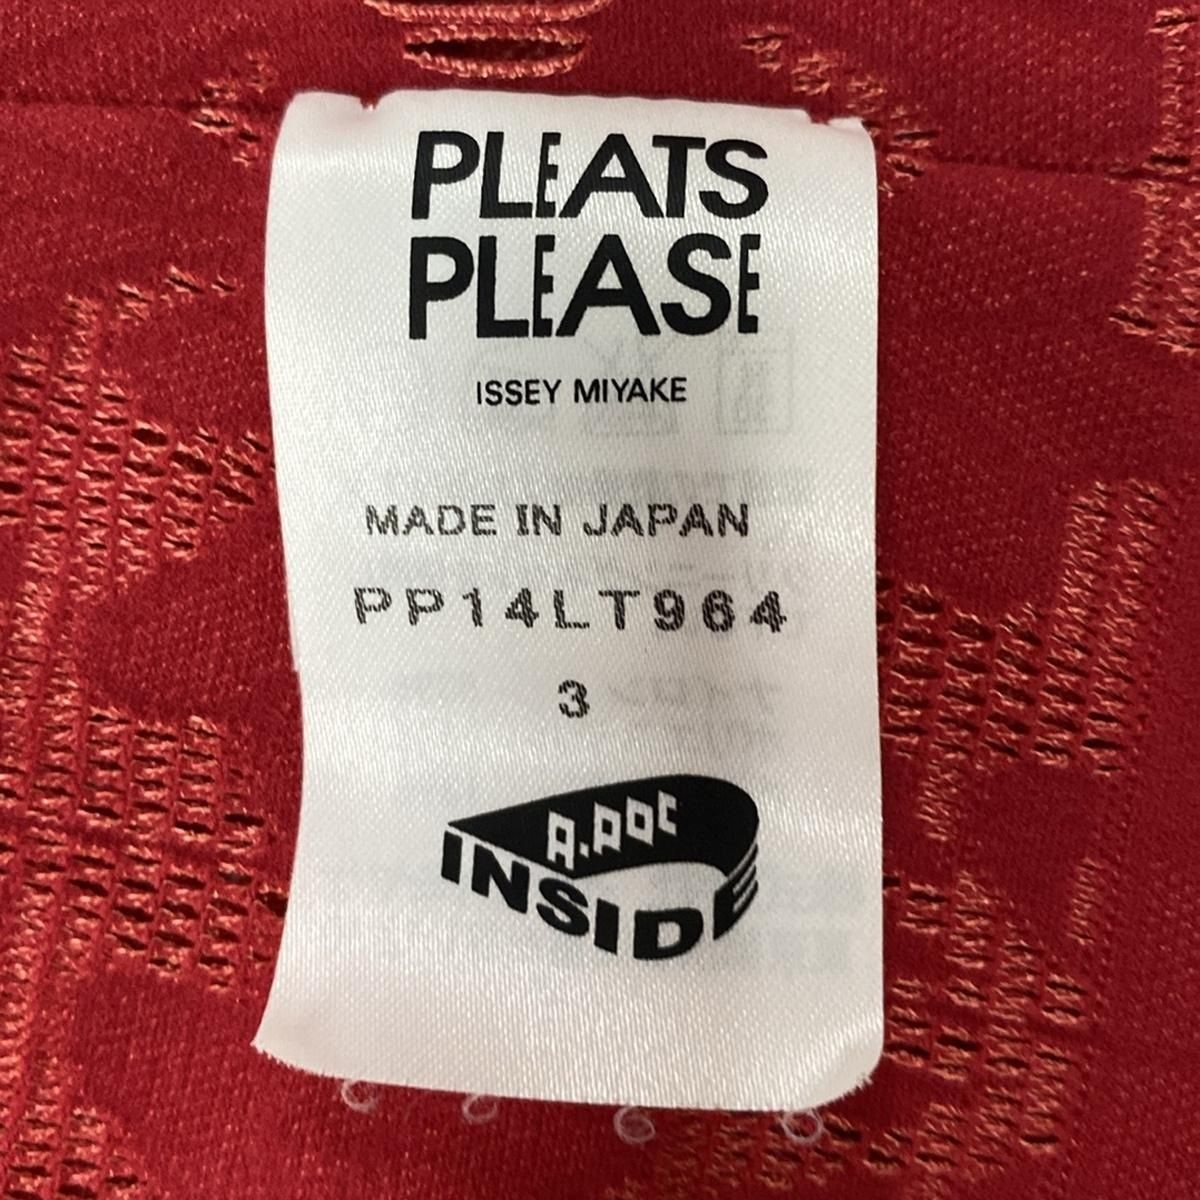 PLEATS
PLEASE
ISSEY MIYAKE
MADE IN JAPAN
PP14LT964
3
A.POC
INSIDE